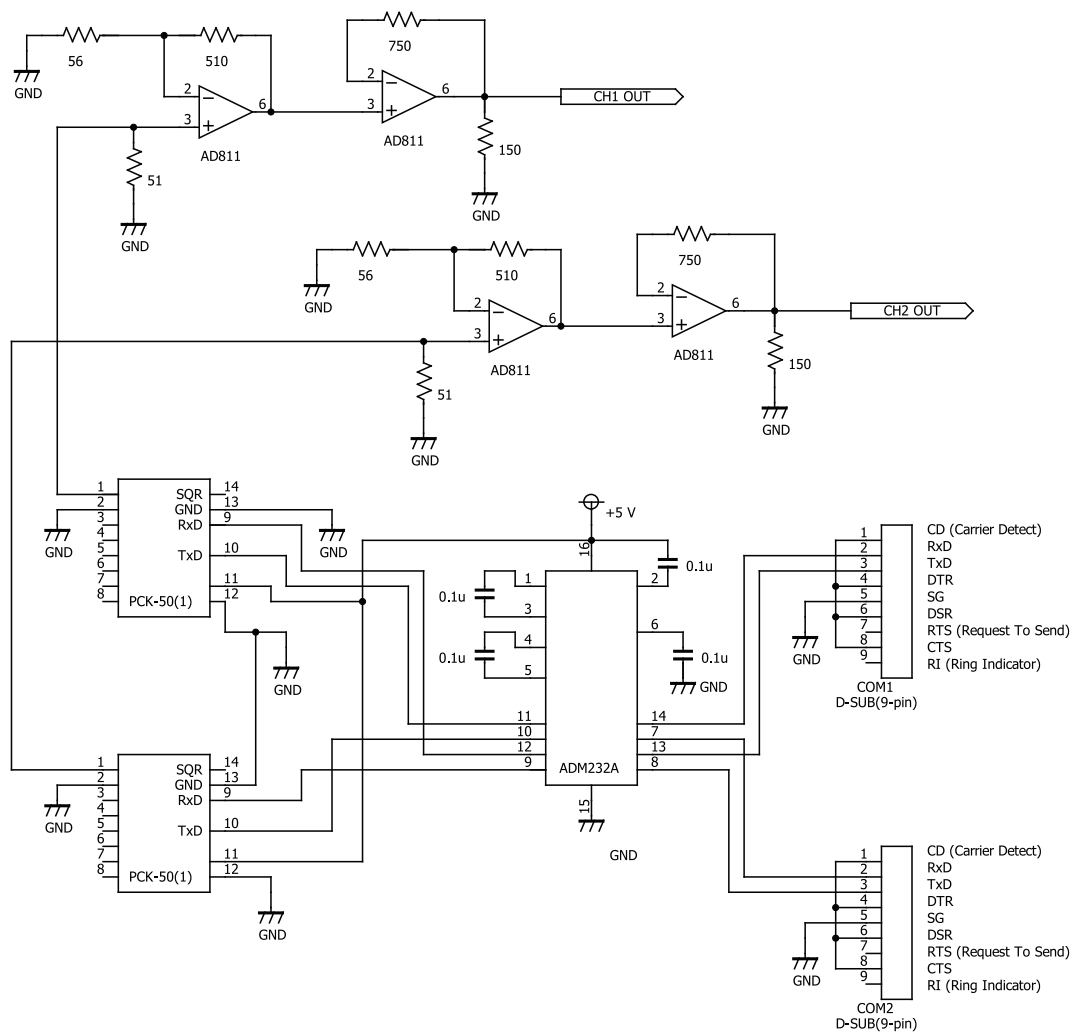 56
510
750
GND
2
6
3
AD811
2
6
3
AD811
CH1 OUT
51
GND
150
GND
56
510
750
GND
2
6
3
AD811
2
6
3
AD811
CH2 OUT
51
GND
150
GND
1
2
3
4
5
6
7
8
SQR
GND
RxD
TxD
PCK-50(1)
14
13
9
10
11
12
GND
GND
GND
+5 V
16
0.1u
0.1u
0.1u
0.1u
1
3
4
5
11
10
12
9
2
6
14
7
13
8
ADM232A
15
GND
GND
1
2
3
4
5
6
7
8
9
CD (Carrier Detect)
RxD
TxD
DTR
SG
DSR
RTS (Request To Send)
CTS
RI (Ring Indicator)
GND
COM1
D-SUB(9-pin)
1
2
3
4
5
6
7
8
SQR
GND
RxD
TxD
PCK-50(1)
14
13
9
10
11
12
GND
GND
1
2
3
4
5
6
7
8
9
CD (Carrier Detect)
RxD
TxD
DTR
SG
DSR
RTS (Request To Send)
CTS
RI (Ring Indicator)
GND
COM2
D-SUB(9-pin)